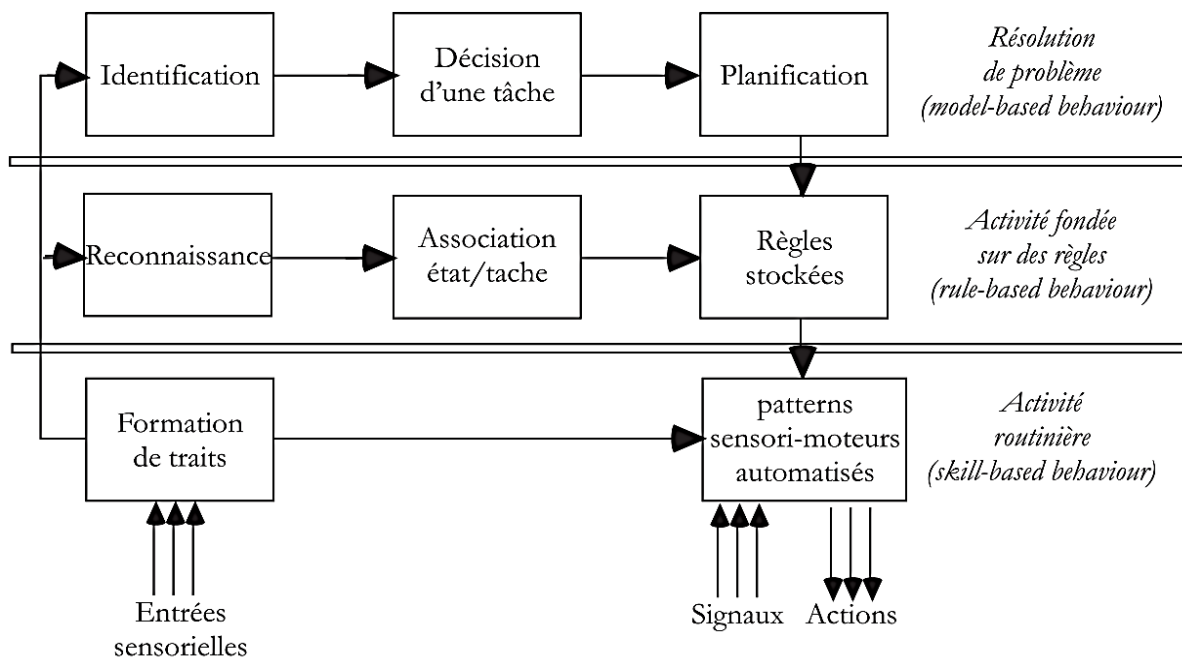 Identification
Décision
d'une tâche
Planification
Résolution
de problème
(model-based behaviour)
Reconnaissance
Association
état/tache
Règles
stockées
Activité fondée
sur des règles
(rule-based behaviour)
Formation
de traits
patterns
sensori-moteurs
automatisés
Activité
routinière
(skill-based behaviour)
Entrées
sensorielles
Signaux
Actions